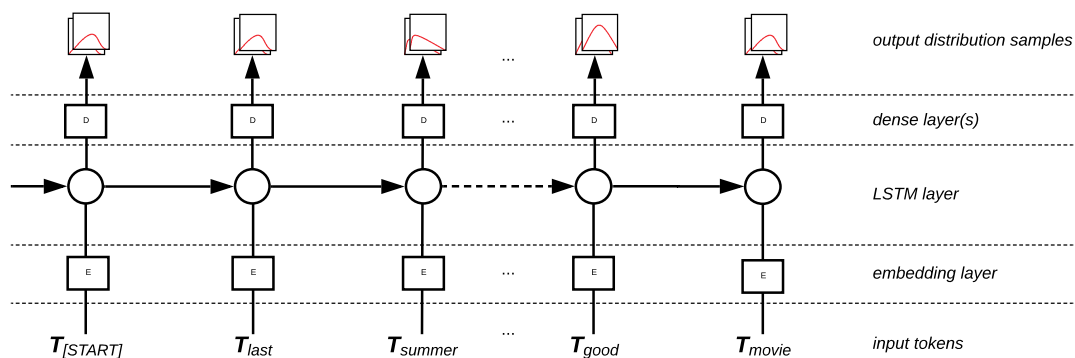 ... output distribution samples
D D D ... D D dense layer(s)
LSTM layer
E E E ... E E embedding layer
T[START] Tlast Tsummer ... Tgood Tmovie input tokens